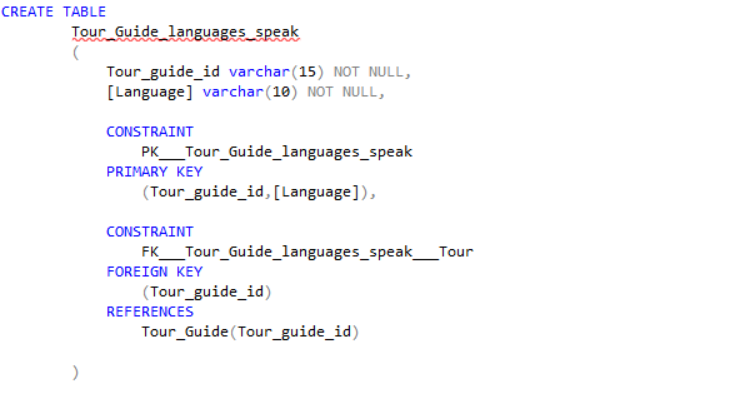 CREATE TABLE
Tour_Guide_languages_speak
(
Tour_guide_id varchar(15) NOT NULL,
[Language] varchar(10) NOT NULL,
CONSTRAINT
PK___Tour_Guide_languages_speak
PRIMARY KEY
(Tour_guide_id,[Language]),
CONSTRAINT
FK___Tour_Guide_languages_speak___Tour
FOREIGN KEY
(Tour_guide_id)
REFERENCES
Tour_Guide(Tour_guide_id)
)